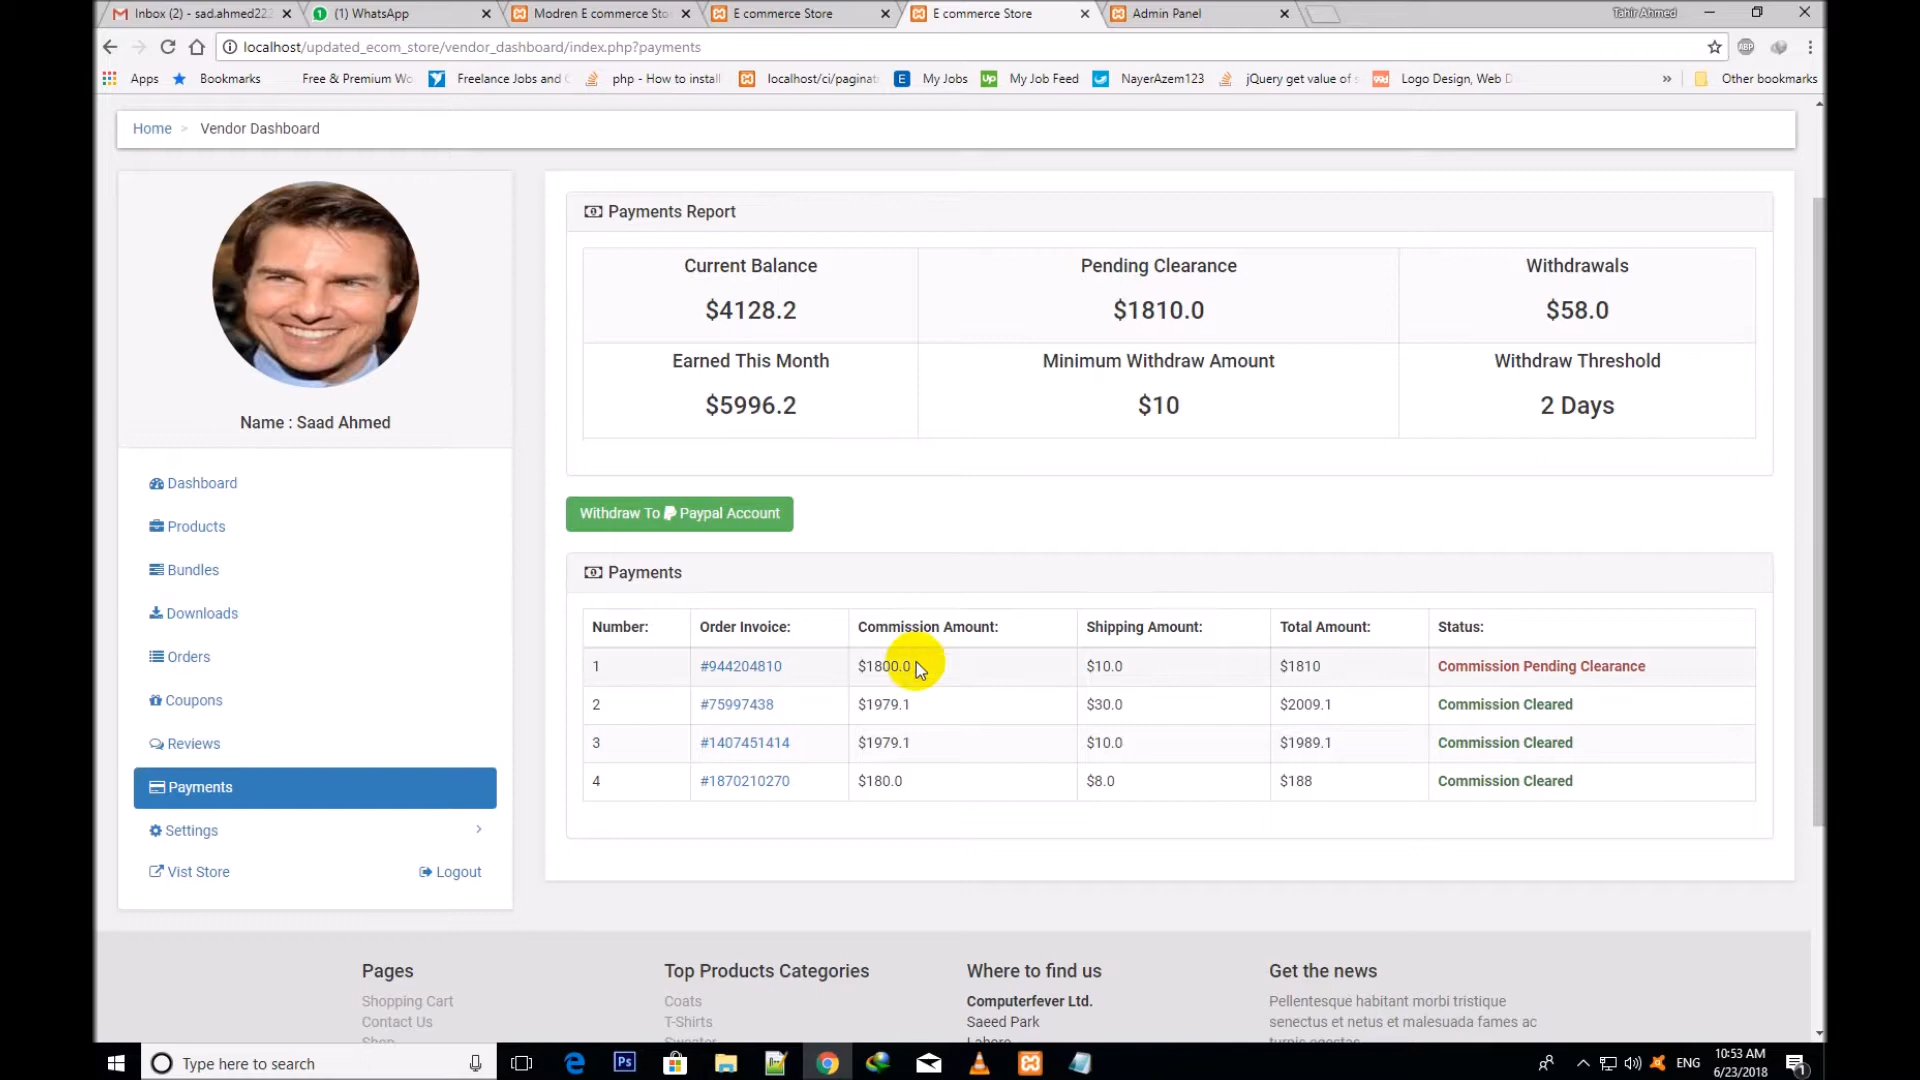 Inbox (2) - sad.ahmed222
(1) WhatsApp
Modren E commerce Sto
E commerce Store
E commerce Store
Admin Panel
Tahir Ahmed
localhost/updated_ecom_store/vendor_dashboard/index.php?payments
Apps
Bookmarks
Free & Premium Wo
Freelance Jobs and
php - How to install
localhost/ci/paginat
My Jobs
My Job Feed
NayerAzem123
jQuery get value of
Logo Design, Web D
»
Other bookmarks
Home > Vendor Dashboard
Name : Saad Ahmed
Dashboard
Products
Bundles
Downloads
Orders
Coupons
Reviews
Payments
Settings
Vist Store
Logout
Payments Report
Current Balance
$4128.2
Pending Clearance
$1810.0
Withdrawals
$58.0
Earned This Month
$5996.2
Minimum Withdraw Amount
$10
Withdraw Threshold
2 Days
Withdraw To Paypal Account
Payments
Number: Order Invoice: Commission Amount: Shipping Amount: Total Amount: Status:
1 #944204810 $1800.0 $10.0 $1810 Commission Pending Clearance
2 #75997438 $1979.1 $30.0 $2009.1 Commission Cleared
3 #1407451414 $1979.1 $10.0 $1989.1 Commission Cleared
4 #1870210270 $180.0 $8.0 $188 Commission Cleared
Pages
Shopping Cart
Contact Us
Shop
Top Products Categories
Coats
T-Shirts
Sweater
Where to find us
Computerfever Ltd.
Saeed Park
Lahore
Get the news
Pellentesque habitant morbi tristique
senectus et netus et malesuada fames ac
turpis egestas.
Type here to search
Ps
ENG
10:53 AM
6/23/2018